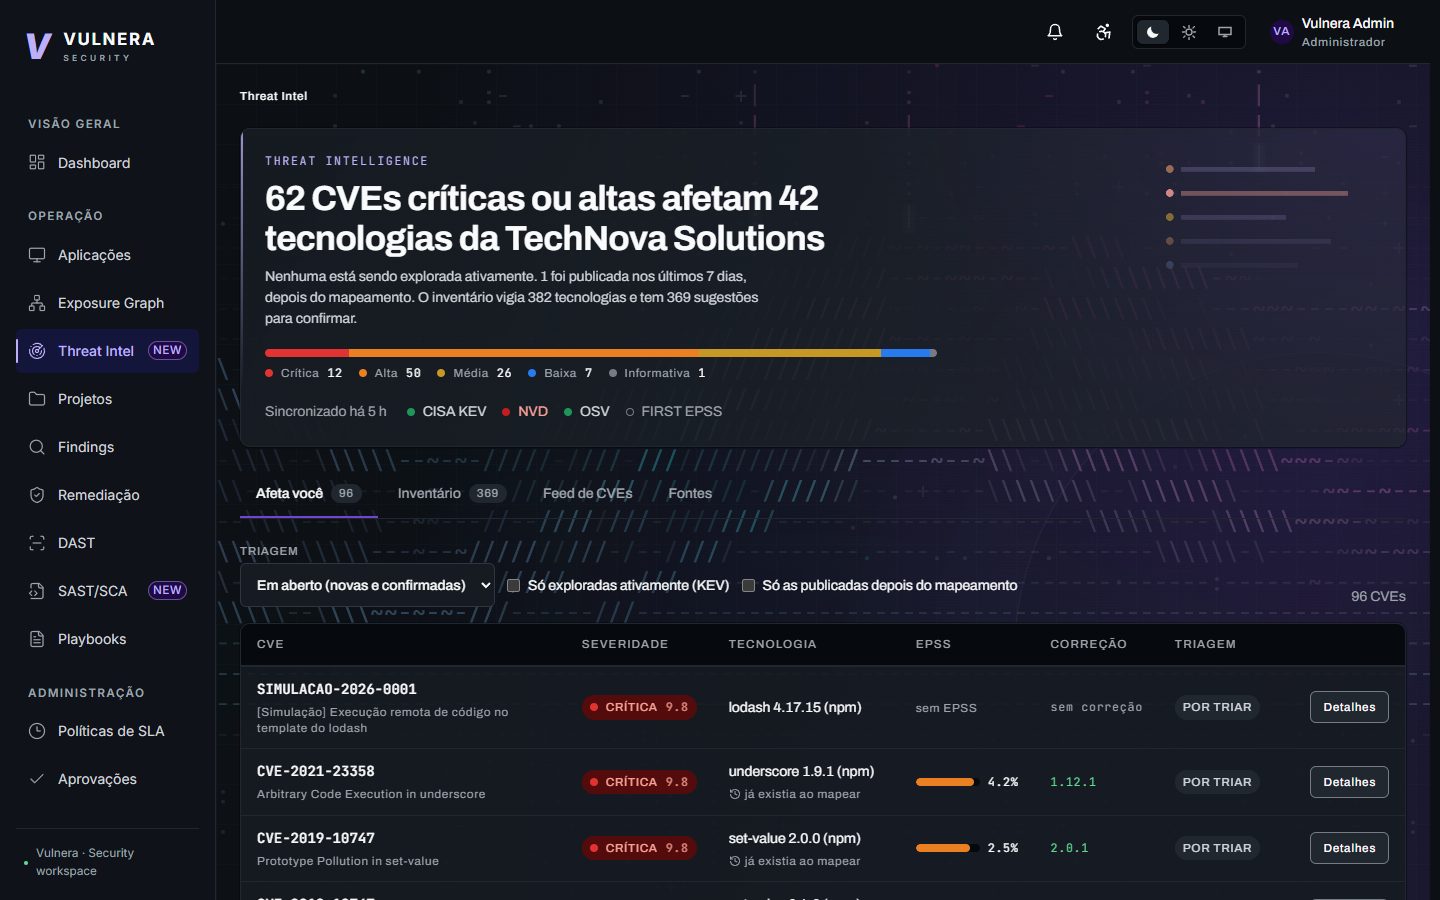 VULNERA
SECURITY
VISÃO GERAL
Dashboard
OPERAÇÃO
Aplicações
Exposure Graph
Threat Intel NEW
Projetos
Findings
Remediação
DAST
SAST/SCA NEW
Playbooks
ADMINISTRAÇÃO
Políticas de SLA
Aprovações
Vulnera · Security
workspace
VA
Vulnera Admin
Administrador
Threat Intel
THREAT INTELLIGENCE
62 CVEs críticas ou altas afetam 42
tecnologias da TechNova Solutions
Nenhuma está sendo explorada ativamente. 1 foi publicada nos últimos 7 dias,
depois do mapeamento. O inventário vigia 382 tecnologias e tem 369 sugestões
para confirmar.
Crítica 12 Alta 50 Média 26 Baixa 7 Informativa 1
Sincronizado há 5 h CISA KEV NVD OSV FIRST EPSS
Afeta você 96 Inventário 369 Feed de CVEs Fontes
TRIAGEM
Em aberto (novas e confirmadas) Só exploradas ativamente (KEV) Só as publicadas depois do mapeamento
96 CVEs
CVE SEVERIDADE TECNOLOGIA EPSS CORREÇÃO TRIAGEM
SIMULACAO-2026-0001
[Simulação] Execução remota de código no
template do lodash
CRÍTICA 9.8 lodash 4.17.15 (npm) sem EPSS sem correção POR TRIAR Detalhes
CVE-2021-23358
Arbitrary Code Execution in underscore
CRÍTICA 9.8 underscore 1.9.1 (npm)
já existia ao mapear
4.2% 1.12.1 POR TRIAR Detalhes
CVE-2019-10747
Prototype Pollution in set-value
CRÍTICA 9.8 set-value 2.0.0 (npm)
já existia ao mapear
2.5% 2.0.1 POR TRIAR Detalhes